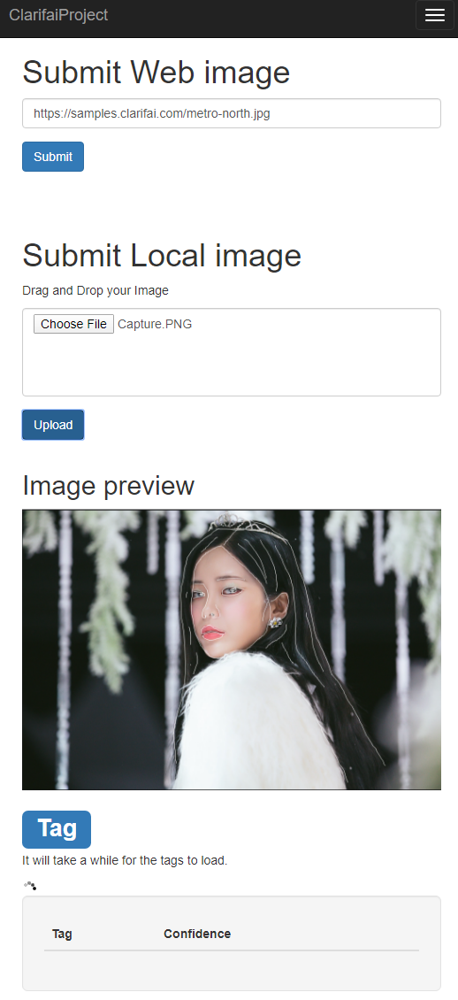 ClarifaiProject
Submit Web image
https://samples.clarifai.com/metro-north.jpg
Submit
Submit Local image
Drag and Drop your Image
Choose File Capture.PNG
Upload
Image preview
Tag
It will take a while for the tags to load.
Tag Confidence